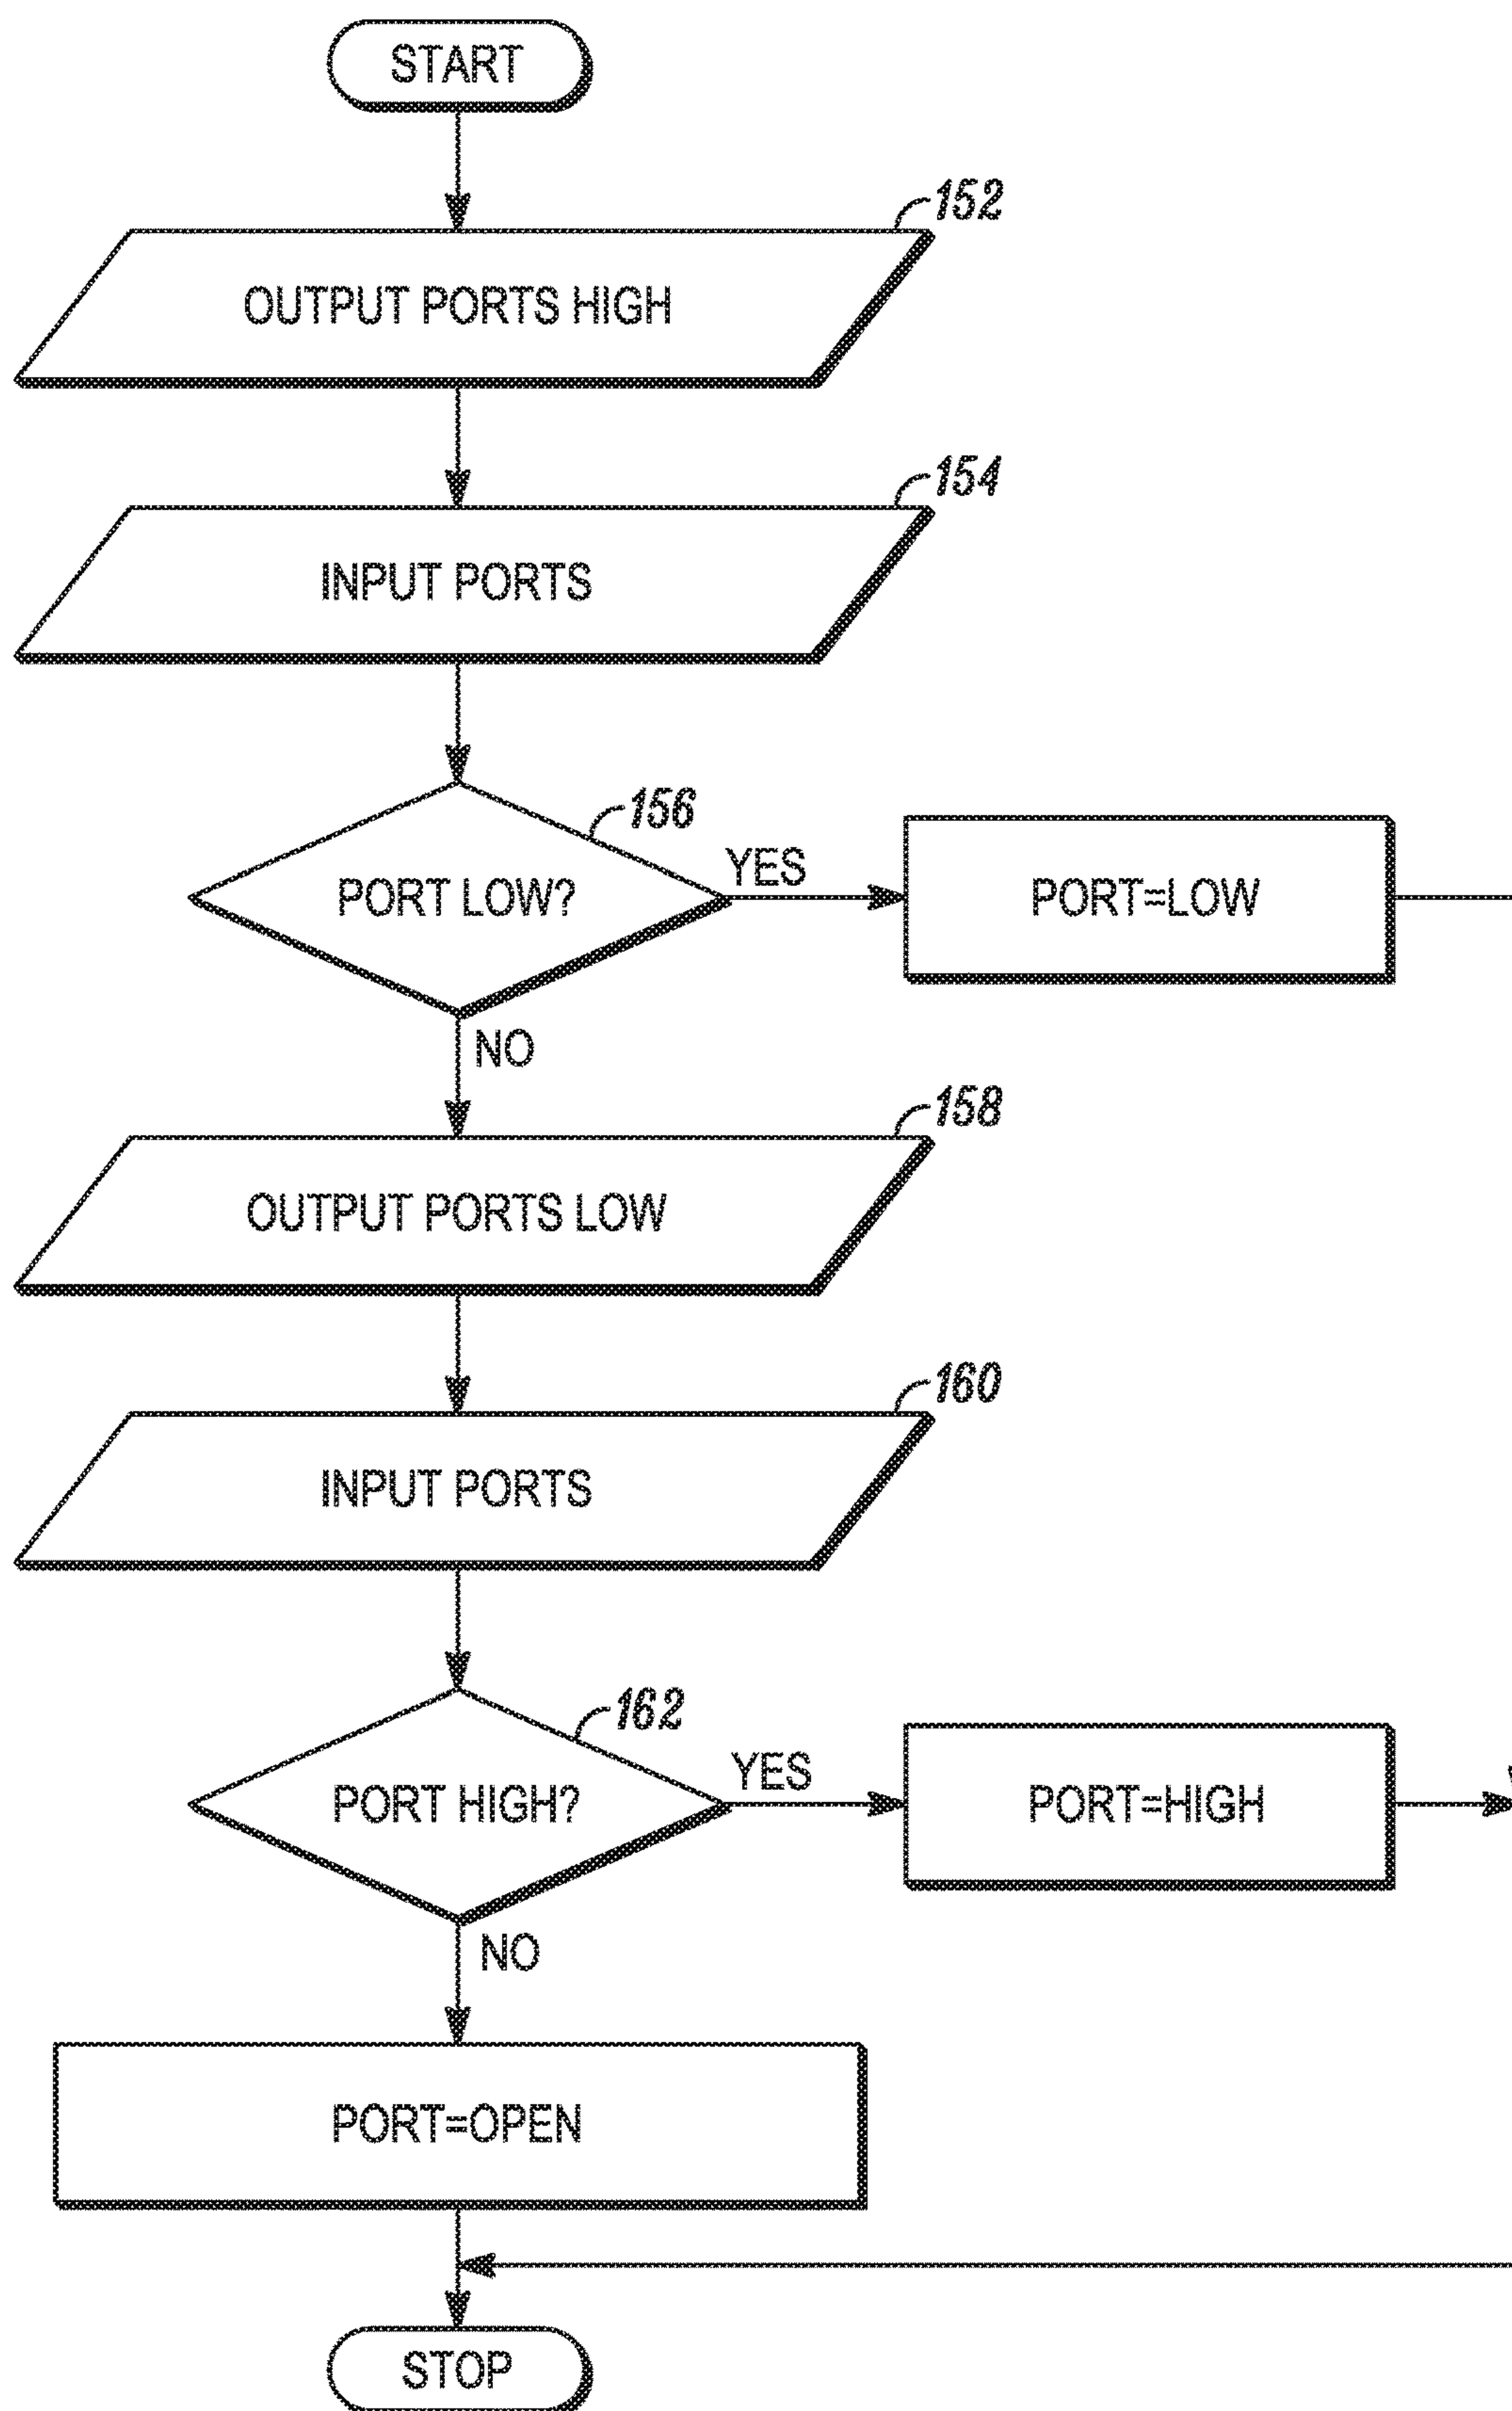 START
152
OUTPUT PORTS HIGH
154
INPUT PORTS
156
PORT LOW?
YES
PORT=LOW
NO
158
OUTPUT PORTS LOW
160
INPUT PORTS
162
PORT HIGH?
YES
PORT=HIGH
NO
PORT=OPEN
STOP